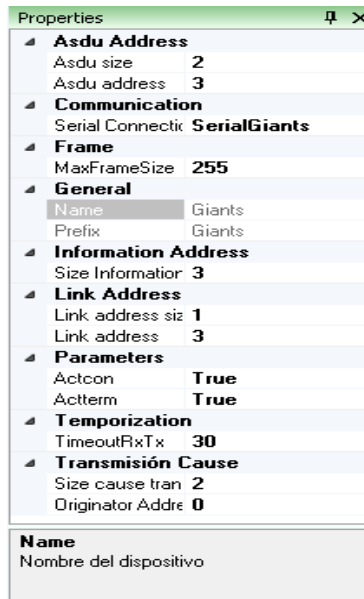 Properties
Asdu Address
Asdu size 2
Asdu address 3
Communication
Serial Connectic SerialGiants
Frame
MaxFrameSize 255
General
Name Giants
Prefix Giants
Information Address
Size Informatior 3
Link Address
Link address siz 1
Link address 3
Parameters
Actcon True
Actterm True
Temporization
TimeoutRxTx 30
Transmisión Cause
Size cause tran 2
Originator Addre 0
Name
Nombre del dispositivo